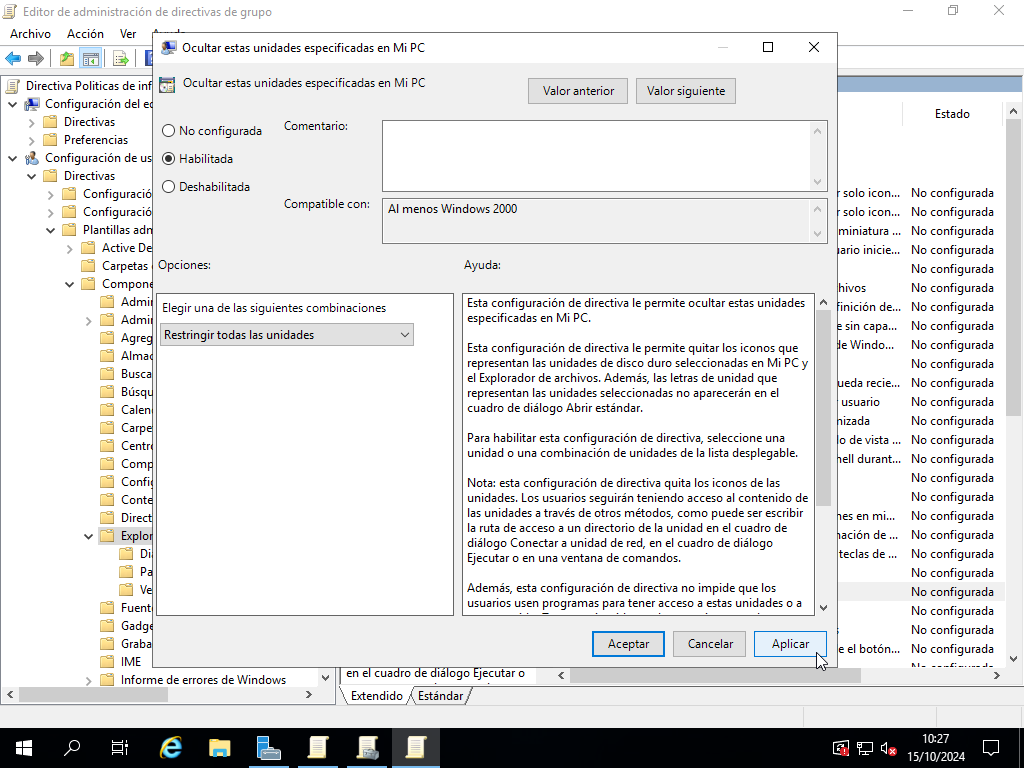 Editor de administración de directivas de grupo
Archivo Acción Ver Ayuda
Ocultar estas unidades especificadas en Mi PC
Ocultar estas unidades especificadas en Mi PC
Valor anterior
Valor siguiente
No configurada
Habilitada
Deshabilitada
Comentario:
Compatible con:
Al menos Windows 2000
Opciones:
Ayuda:
Elegir una de las siguientes combinaciones
Restringir todas las unidades
Esta configuración de directiva le permite ocultar estas unidades
especificadas en Mi PC.
Esta configuración de directiva le permite quitar los iconos que
representan las unidades de disco duro seleccionadas en Mi PC y
el Explorador de archivos. Además, las letras de unidad que
representan las unidades seleccionadas no aparecerán en el
cuadro de diálogo Abrir estándar.
Para habilitar esta configuración de directiva, seleccione una
unidad o una combinación de unidades de la lista desplegable.
Nota: esta configuración de directiva quita los iconos de las
unidades. Los usuarios seguirán teniendo acceso al contenido de
las unidades a través de otros métodos, como puede ser escribir
la ruta de acceso a un directorio de la unidad en el cuadro de
diálogo Conectar a unidad de red, en el cuadro de diálogo
Ejecutar o en una ventana de comandos.
Además, esta configuración de directiva no impide que los
usuarios usen programas para tener acceso a estas unidades o a
Aceptar
Cancelar
Aplicar
Directiva Politicas de inf
Configuración del ec
Directivas
Preferencias
Configuración de us
Directivas
Configuració
Configuració
Plantillas adm
Active De
Carpetas
Compone
Admi
Admi
Agreg
Almac
Busca
Búsqu
Calen
Carpe
Centro
Comp
Config
Conte
Direct
Explor
Di
Pa
Ve
Fuent
Gadge
Graba
IME
Informe de errores de Windows
Estado
r solo icon... No configurada
r solo icon... No configurada
miniatura ... No configurada
uario inicie... No configurada
No configurada
hivos No configurada
finición de... No configurada
e sin capa... No configurada
de Windo... No configurada
No configurada
ueda recie... No configurada
usuario No configurada
nizada No configurada
lo de vista ... No configurada
nell durant... No configurada
No configurada
No configurada
nes en mi... No configurada
nación de ... No configurada
teclas de ... No configurada
No configurada
No configurada
No configurada
No configurada
e el botón... No configurada
en el cuadro de diálogo Ejecutar o
Extendido
Estándar
10:27
15/10/2024